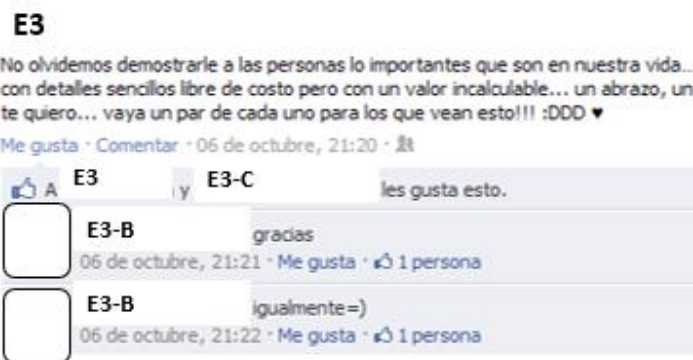 E3
No olvidemos demostrarle a las personas lo importantes que son en nuestra vida..
con detalles sencillos libre de costo pero con un valor incalculable... un abrazo, un
te quiero... vaya un par de cada uno para los que vean esto!!! :DDD ♥
Me gusta · Comentar · 06 de octubre, 21:20 ·
A E3 y E3-C les gusta esto.
E3-B gracias
06 de octubre, 21:21 · Me gusta · 1 persona
E3-B igualmente=)
06 de octubre, 21:22 · Me gusta · 1 persona